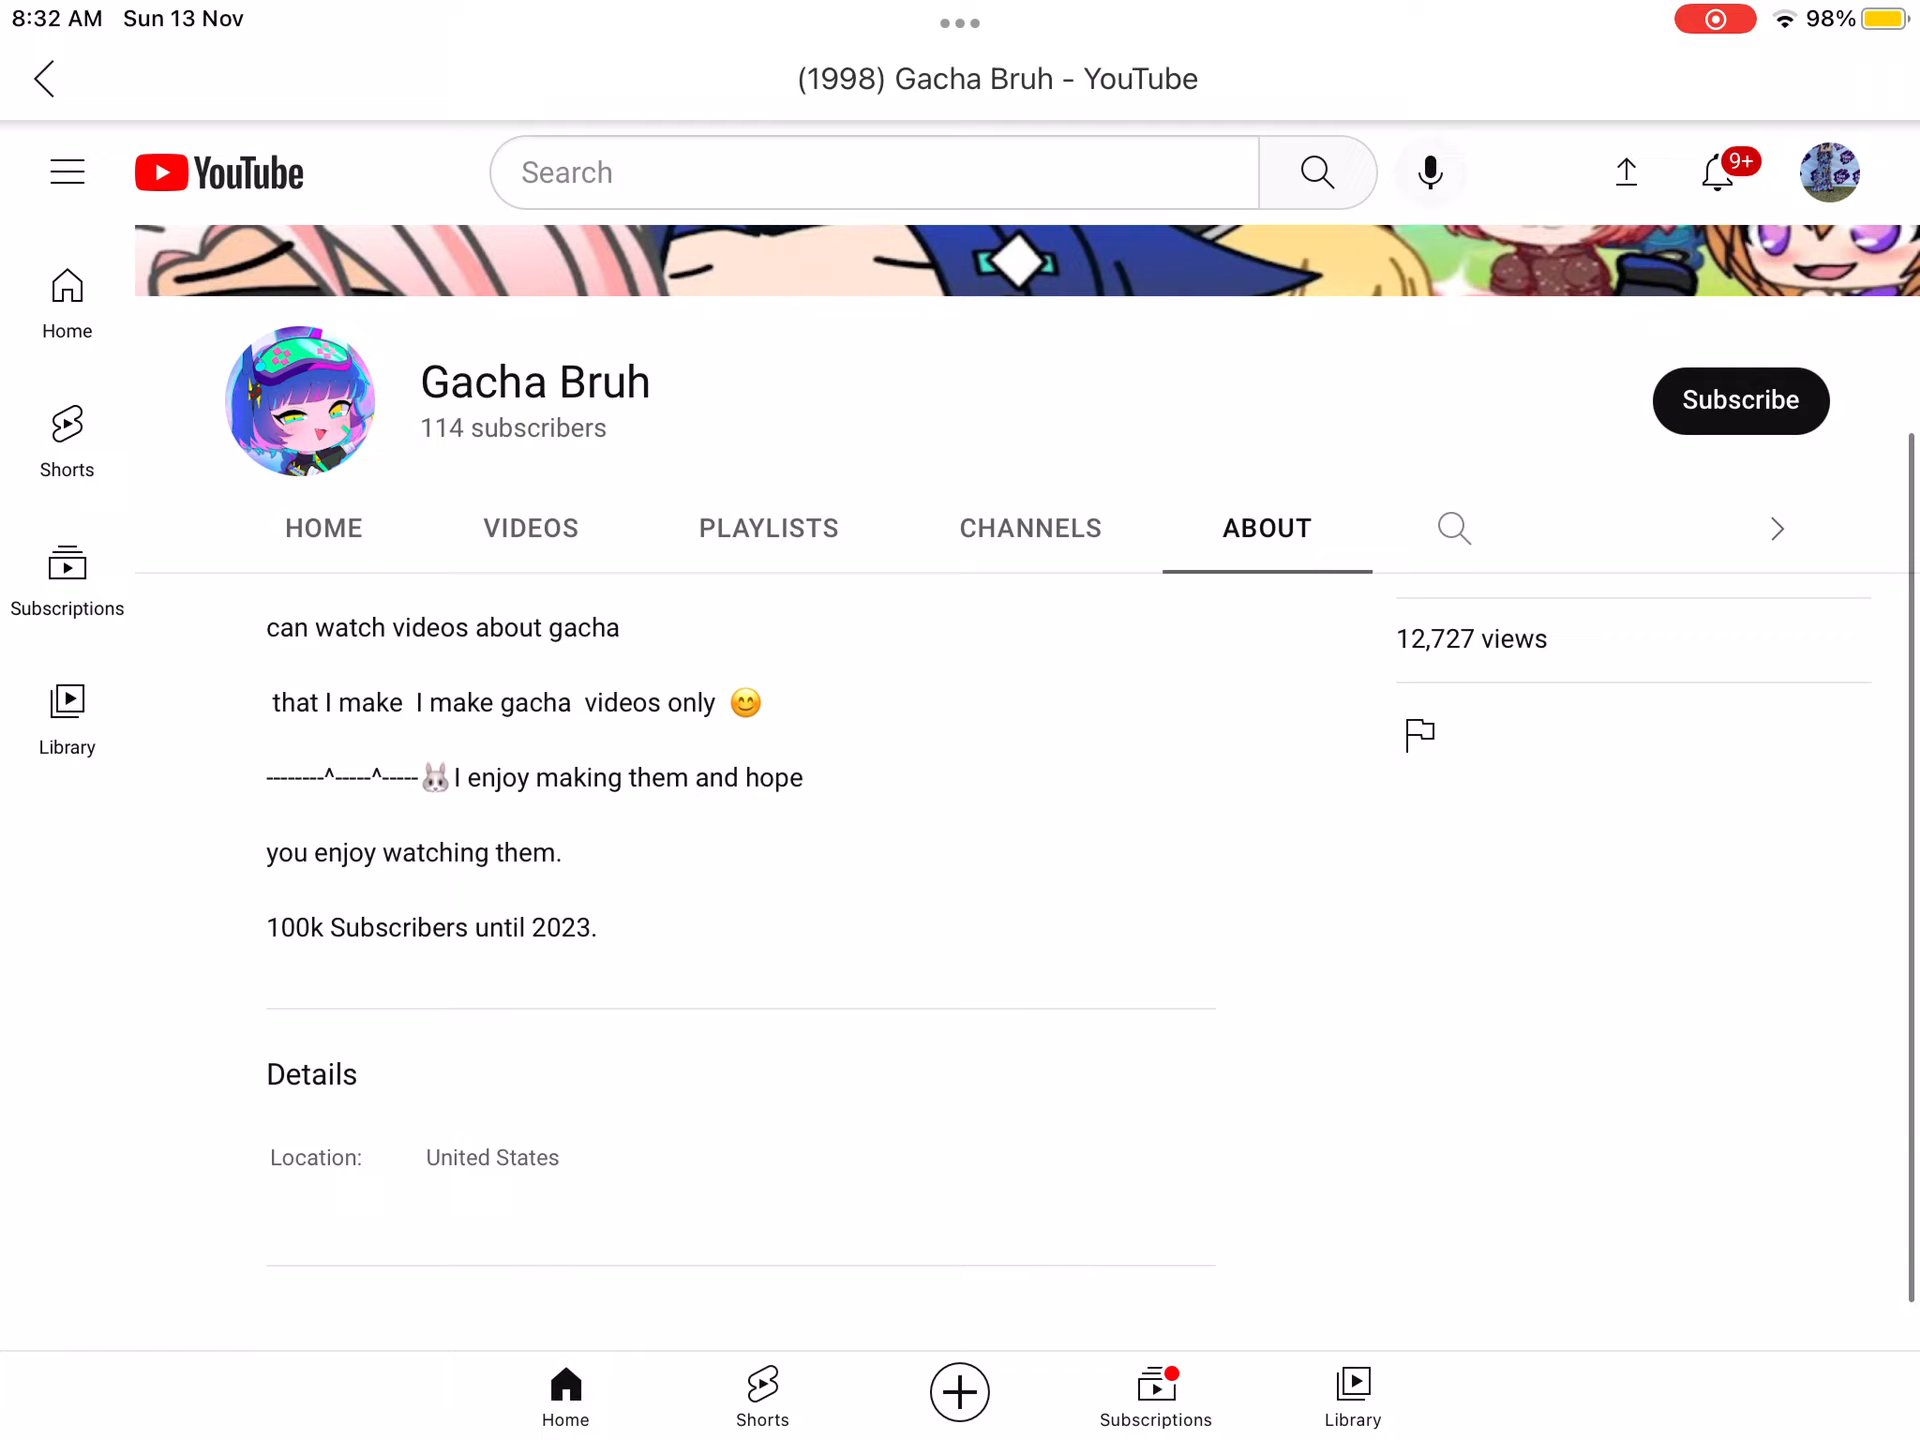 8:32 AM Sun 13 Nov
98%
(1998) Gacha Bruh - YouTube
YouTube
Search
9+
Home
Shorts
Subscriptions
Library
Gacha Bruh
114 subscribers
Subscribe
HOME VIDEOS PLAYLISTS CHANNELS ABOUT
can watch videos about gacha
that I make I make gacha videos only 😊
--------^-----^-----🐰I enjoy making them and hope
you enjoy watching them.
100k Subscribers until 2023.
12,727 views
Details
Location: United States
Home
Shorts
Subscriptions
Library